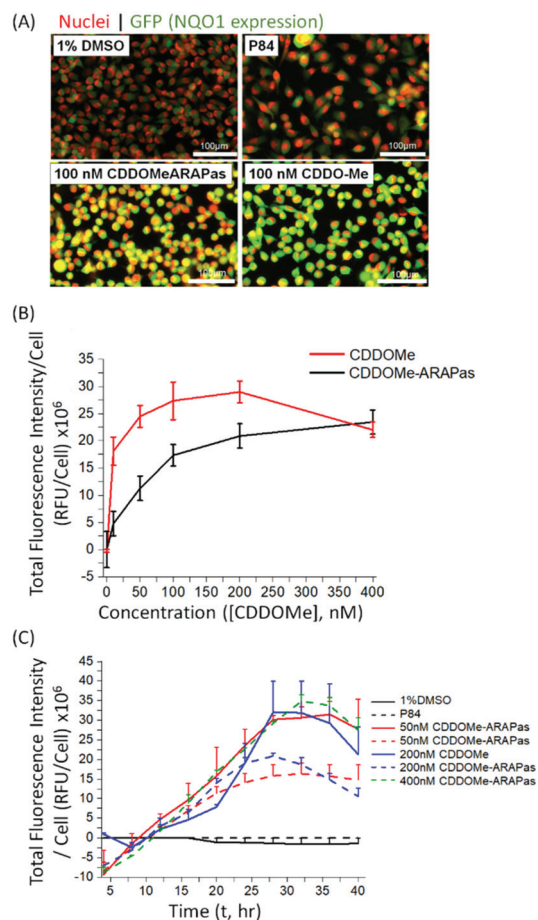 (A) Nuclei | GFP (NQO1 expression)
1% DMSO
P84
100µm
100µm
100 nM CDDOMeARAPas
100 nM CDDO-Me
100µm
100µm
(B)
Total Fluorescence Intensity/Cell
(RFU/Cell) x10⁶
35
30
25
20
15
10
5
0
-5
CDDOMe
CDDOMe-ARAPas
0 50 100 150 200 250 300 350 400
Concentration ([CDDOMe], nM)
(C)
Total Fluorescence Intensity
/ Cell (RFU/Cell) x10⁶
45
40
35
30
25
20
15
10
5
0
-5
-10
1%DMSO
P84
50nM CDDOMe-ARAPas
50nM CDDOMe-ARAPas
200nM CDDOMe
200nM CDDOMe-ARAPas
400nM CDDOMe-ARAPas
5 10 15 20 25 30 35 40
Time (t, hr)